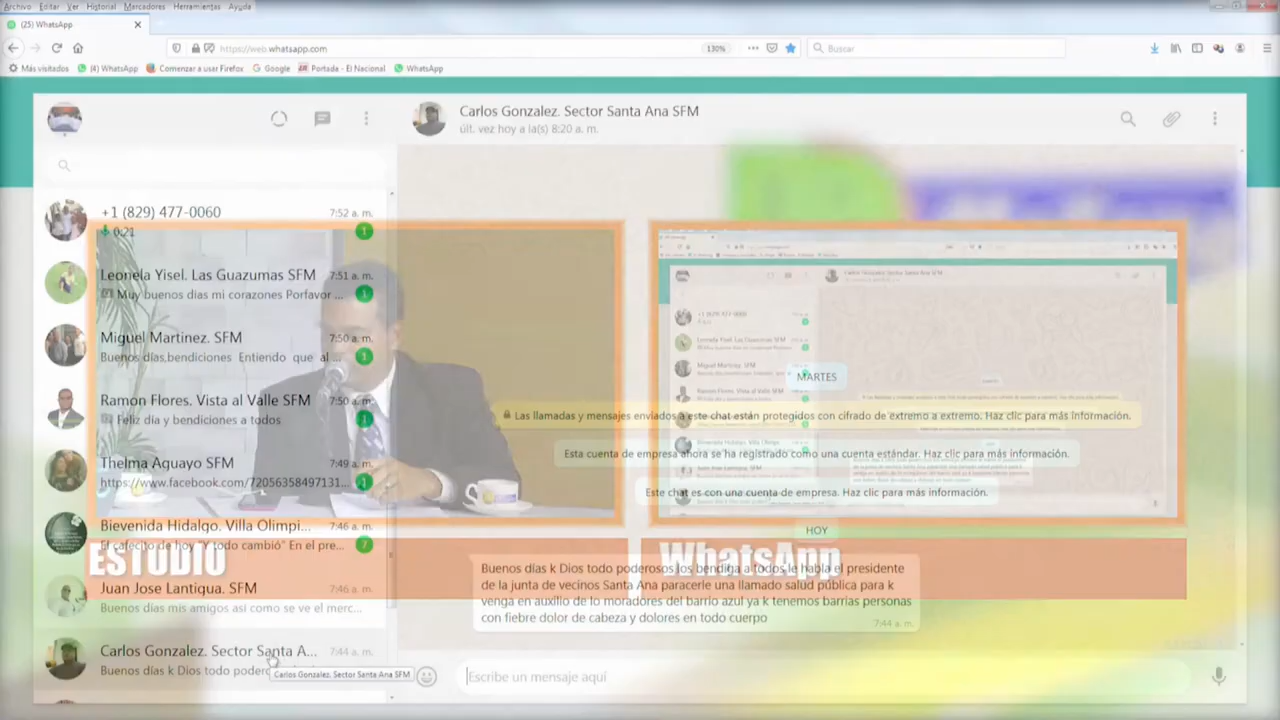 Archivo Editar Ver Historial Marcadores Herramientas Ayuda
(25) WhatsApp
https://web.whatsapp.com
130%
Buscar
Más visitados
(4) WhatsApp
Comenzar a usar Firefox
Google
Portada - El Nacional
WhatsApp
Carlos Gonzalez. Sector Santa Ana SFM
últ. vez hoy a la(s) 8:20 a. m.
+1 (829) 477-0060 7:52 a. m.
0:21 1
Leonela Yisel. Las Guazumas SFM 7:51 a. m.
Muy buenos dias mi corazones Porfavor ... 1
Miguel Martinez. SFM 7:50 a. m.
Buenos días,bendiciones Entiendo que al ... 1
Ramon Flores. Vista al Valle SFM 7:50 a. m.
Feliz día y bendiciones a todos 1
Thelma Aguayo SFM 7:49 a. m.
https://www.facebook.com/72056358497131... 1
Bievenida Hidalgo. Villa Olimpi... 7:46 a. m.
El cafecito de hoy "Y todo cambió" En el pre... 7
Juan Jose Lantigua. SFM 7:46 a. m.
Buenos días mis amigos asi como se ve el merc...
Carlos Gonzalez. Sector Santa A... 7:44 a. m.
Buenos días k Dios todo podero
Carlos Gonzalez. Sector Santa Ana SFM
MARTES
Las llamadas y mensajes enviados a este chat están protegidos con cifrado de extremo a extremo. Haz clic para más información.
Esta cuenta de empresa ahora se ha registrado como una cuenta estándar. Haz clic para más información.
Este chat es con una cuenta de empresa. Haz clic para más información.
HOY
Buenos días k Dios todo poderosos los bendiga a todos le habla el presidente
de la junta de vecinos Santa Ana paracerle una llamado salud pública para k
venga en auxilio de lo moradores del barrio azul ya k tenemos barrias personas
con fiebre dolor de cabeza y dolores en todo cuerpo
7:44 a. m.
Escribe un mensaje aquí
ESTUDIO
WhatsApp